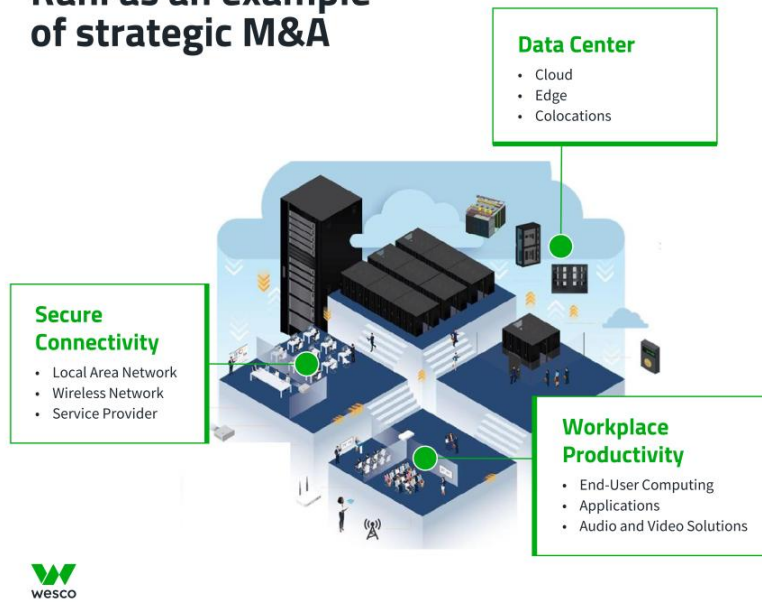 of strategic M&A
Data Center
• Cloud
• Edge
• Colocations
Secure
Connectivity
• Local Area Network
• Wireless Network
• Service Provider
Workplace
Productivity
• End-User Computing
• Applications
• Audio and Video Solutions
wesco